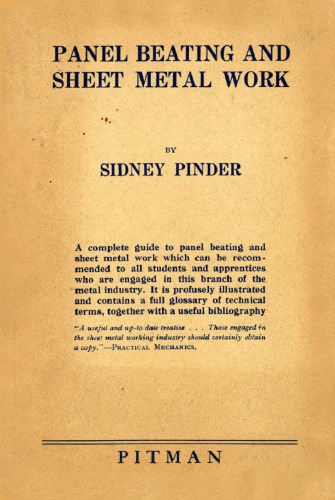 PANEL BEATING AND
SHEET METAL WORK
BY
SIDNEY PINDER
A complete guide to panel beating and
sheet metal work which can be recom-
mended to all students and apprentices
who are engaged in this branch of the
metal industry. It is profusely illustrated
and contains a full glossary of technical
terms, together with a useful bibliography
"A useful and up-to date treatise . . . Those engaged in
the sheet metal working industry should certainly obtain
a copy."—PRACTICAL MECHANICS.
PITMAN